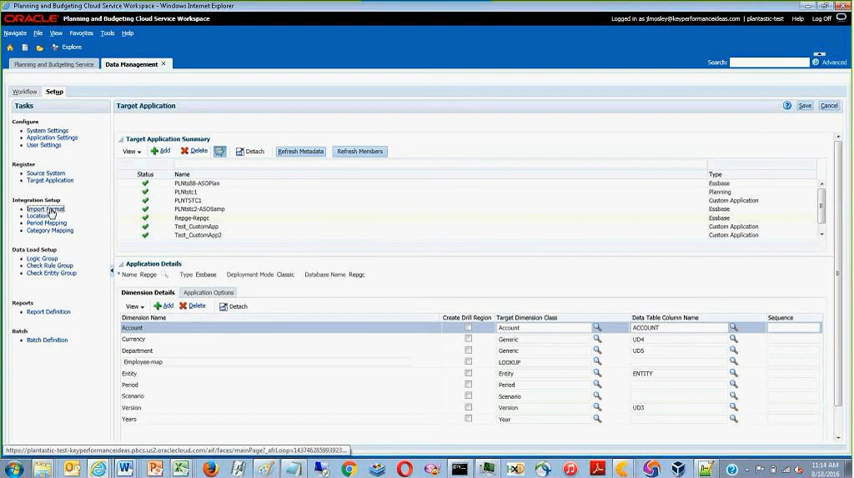 Planning and Budgeting Cloud Service Workspace - Windows Internet Explorer
ORACLE Planning and Budgeting Cloud Service Workspace
Logged in as jlmosley@keyperformanceideas.com | plantastic-test | Help | Log Off
Navigate File View Favorites Tools Help
Explore
Planning and Budgeting Service Data Management Search: Advanced
Workflow Setup
Tasks
Configure
System Settings
Application Settings
User Settings
Register
Source System
Target Application
Integration Setup
Import Format
Location
Period Mapping
Category Mapping
Data Load Setup
Logic Group
Check Rule Group
Check Entity Group
Reports
Report Definition
Batch
Batch Definition
Target Application Save Cancel
Target Application Summary
View Add Delete Detach Refresh Metadata Refresh Members
Status Name Type
PLNtstc1 Planning
PLNTSTC1 Custom Application
PLNtstc2-ASOSamp Essbase
Repge-Repgc Essbase
Test_CustomApp Custom Application
Test_CustomApp2 Custom Application
Application Details
* Name Repge Type Essbase Deployment Mode Classic Database Name Repgc
Dimension Details Application Options
View Add Delete Detach
Dimension Name Create Drill Region Target Dimension Class Data Table Column Name Sequence
Account Account ACCOUNT
Currency Generic UD4
Department Generic UD5
Employee-map LOOKUP
Entity Entity ENTITY
Period Period
Scenario Scenario
Version Version UD3
Years Year
11:14 AM
8/18/2016